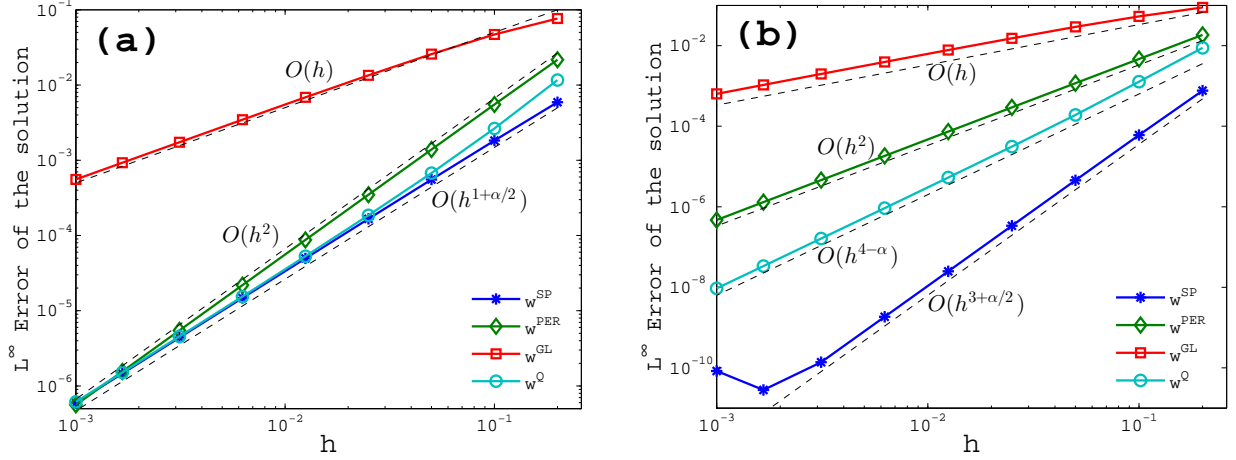 (a)
L^∞ Error of the solution
10^{-1}
10^{-2}
10^{-3}
10^{-4}
10^{-5}
10^{-6}
O(h)
O(h^{1+α/2})
O(h^2)
w^{SP}
w^{PER}
w^{GL}
w^{Q}
10^{-3}
10^{-2}
10^{-1}
h
(b)
L^∞ Error of the solution
10^{-2}
10^{-4}
10^{-6}
10^{-8}
10^{-10}
O(h)
O(h^2)
O(h^{4-α})
O(h^{3+α/2})
w^{SP}
w^{PER}
w^{GL}
w^{Q}
10^{-3}
10^{-2}
10^{-1}
h